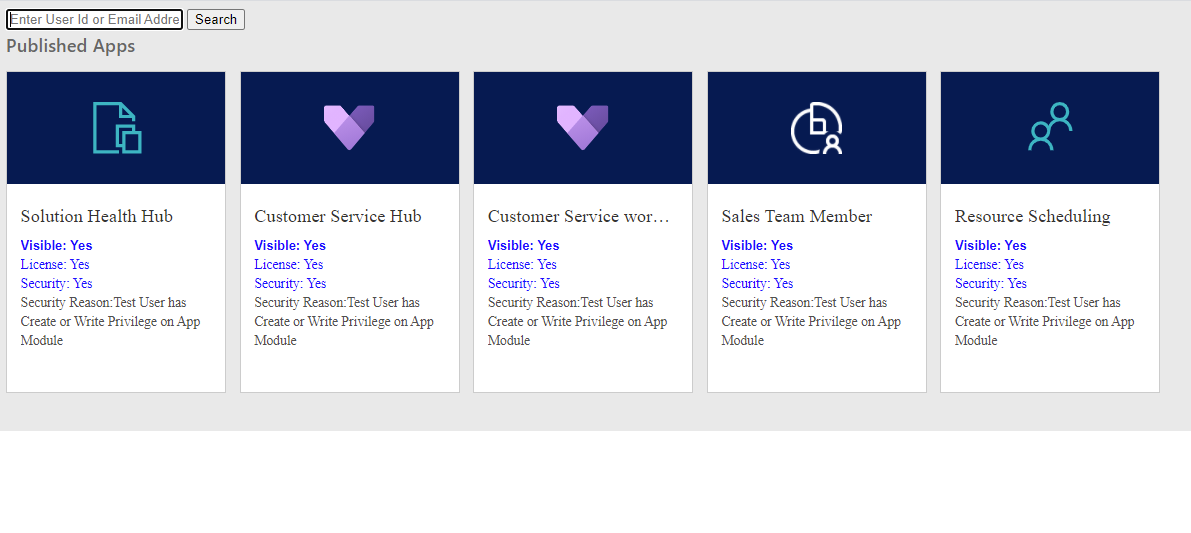 Enter User Id or Email Addre
Search
Published Apps
Solution Health Hub
Visible: Yes
License: Yes
Security: Yes
Security Reason:Test User has
Create or Write Privilege on App
Module
Customer Service Hub
Visible: Yes
License: Yes
Security: Yes
Security Reason:Test User has
Create or Write Privilege on App
Module
Customer Service wor…
Visible: Yes
License: Yes
Security: Yes
Security Reason:Test User has
Create or Write Privilege on App
Module
Sales Team Member
Visible: Yes
License: Yes
Security: Yes
Security Reason:Test User has
Create or Write Privilege on App
Module
Resource Scheduling
Visible: Yes
License: Yes
Security: Yes
Security Reason:Test User has
Create or Write Privilege on App
Module